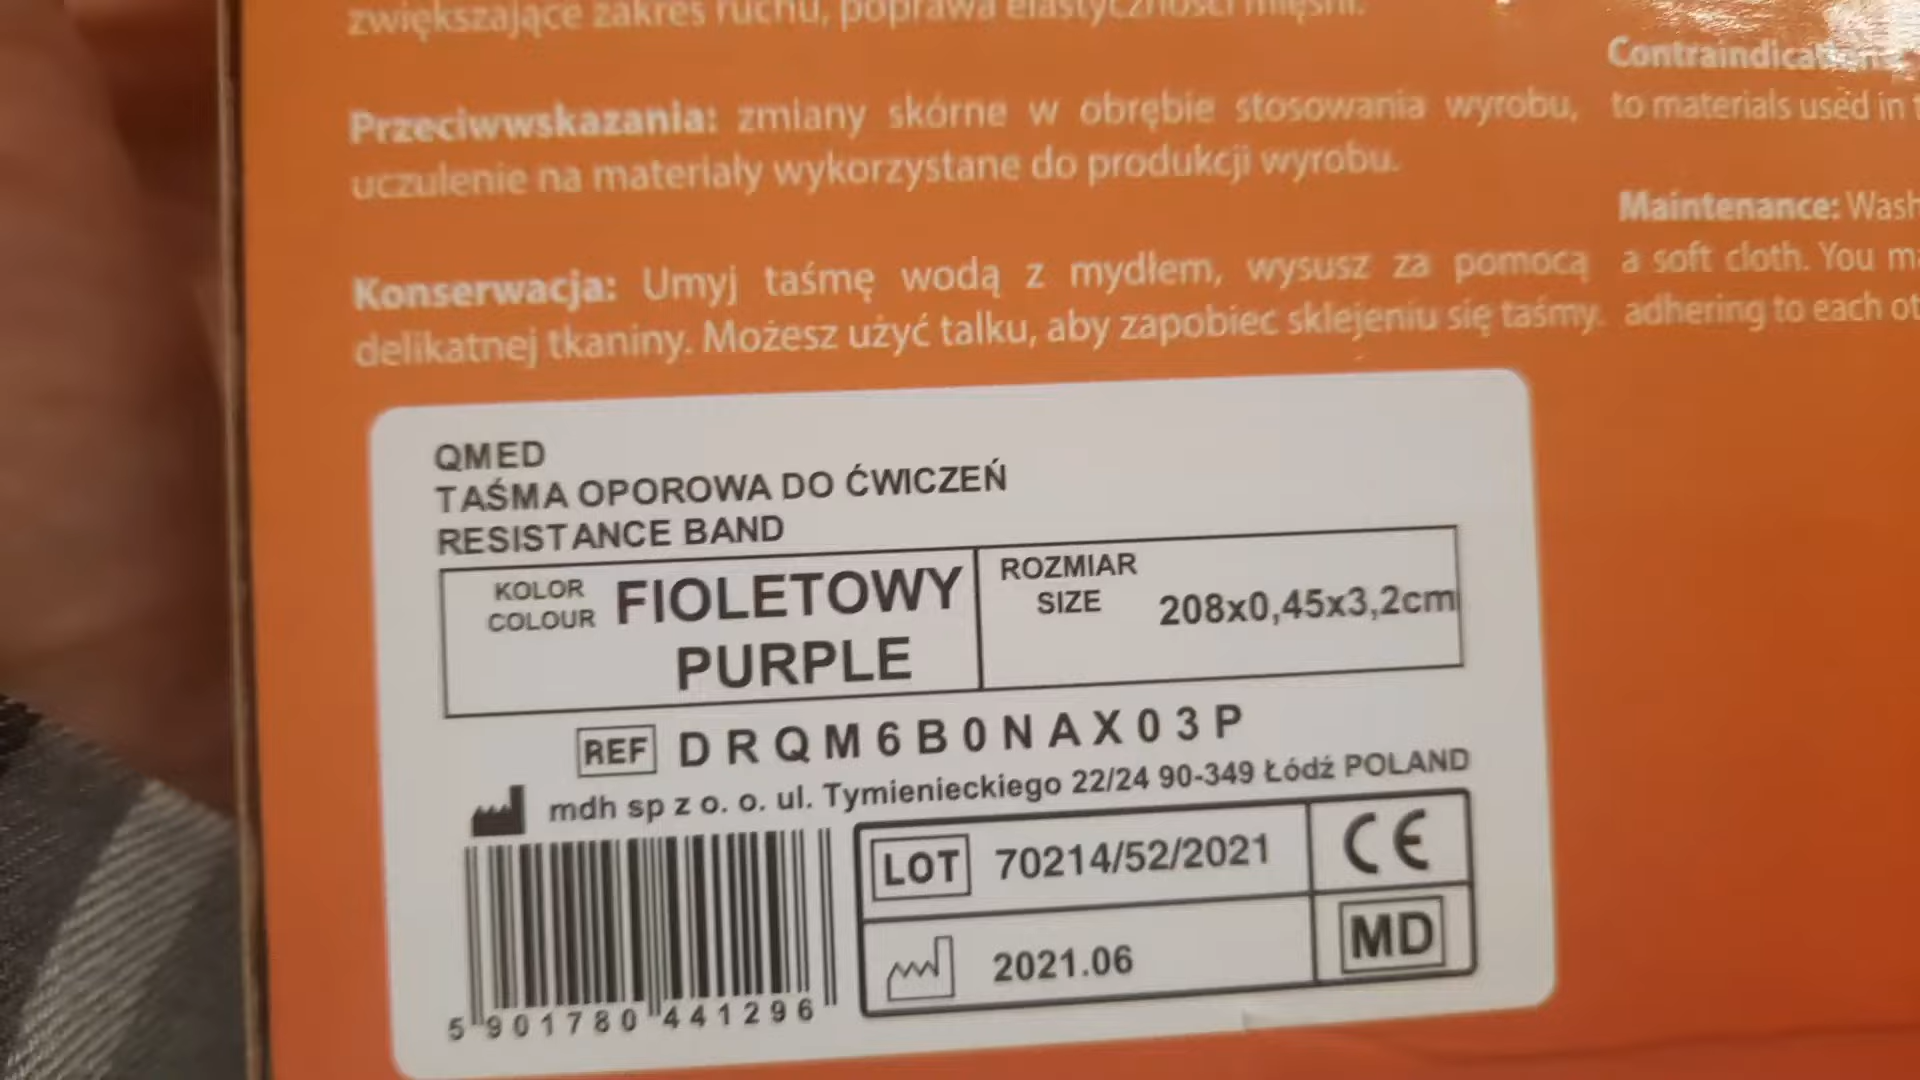 zwiększające zakres ruchu, poprawa elastyczności mięśni.
Przeciwwskazania: zmiany skórne w obrębie stosowania wyrobu,
uczulenie na materiały wykorzystane do produkcji wyrobu.
Konserwacja: Umyj taśmę wodą z mydłem, wysusz za pomocą
delikatnej tkaniny. Możesz użyć talku, aby zapobiec sklejeniu się taśmy.
to materials used in
Maintenance: Wash
a soft cloth. You
adhering to each
QMED
TAŚMA OPOROWA DO ĆWICZEŃ
RESISTANCE BAND
KOLOR
COLOUR
FIOLETOWY
PURPLE
ROZMIAR
SIZE
208x0,45x3,2cm
REF DRQM6B0NAX03P
mdh sp z o. o. ul. Tymienieckiego 22/24 90-349 Łódź POLAND
LOT 70214/52/2021
CE
2021.06
MD
5 901780 441296